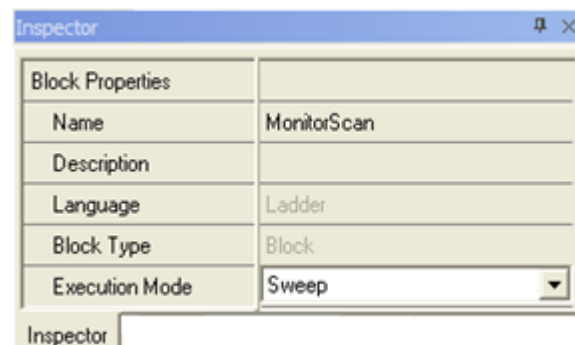 Inspector
Block Properties
Name MonitorScan
Description
Language Ladder
Block Type Block
Execution Mode Sweep
Inspector